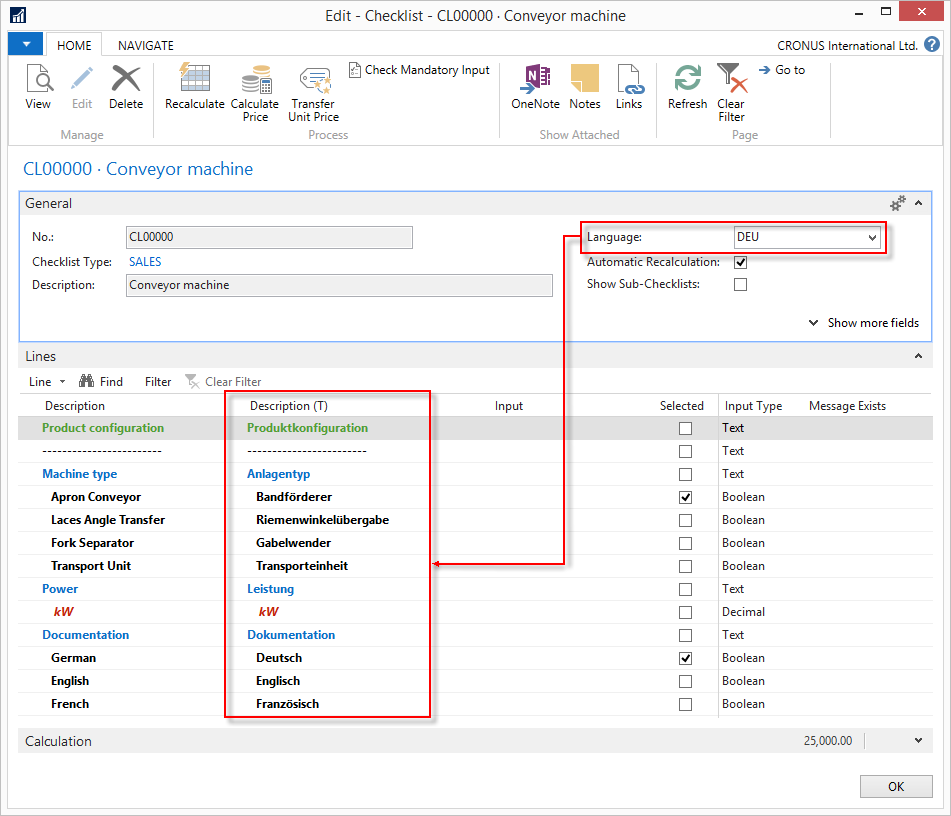 Edit - Checklist - CL00000 · Conveyor machine
HOME NAVIGATE CRONUS International Ltd. ?
View Edit Delete Recalculate Calculate Price Transfer Unit Price Check Mandatory Input OneNote Notes Links Refresh Clear Filter Go to
Manage Process Show Attached Page
CL00000 · Conveyor machine
General
No.: CL00000 Language: DEU
Checklist Type: SALES Automatic Recalculation:
Description: Conveyor machine Show Sub-Checklists:
Show more fields
Lines
Line Find Filter Clear Filter
Description Description (T) Input Selected Input Type Message Exists
Product configuration Produktkonfiguration Text
------------------------ ------------------------ Text
Machine type Anlagentyp Text
Apron Conveyor Bandförderer Boolean
Laces Angle Transfer Riemenwinkelübergabe Boolean
Fork Separator Gabelwender Boolean
Transport Unit Transporteinheit Boolean
Power Leistung Text
kW kW Decimal
Documentation Dokumentation Text
German Deutsch Boolean
English Englisch Boolean
French Französisch Boolean
Calculation 25,000.00
OK